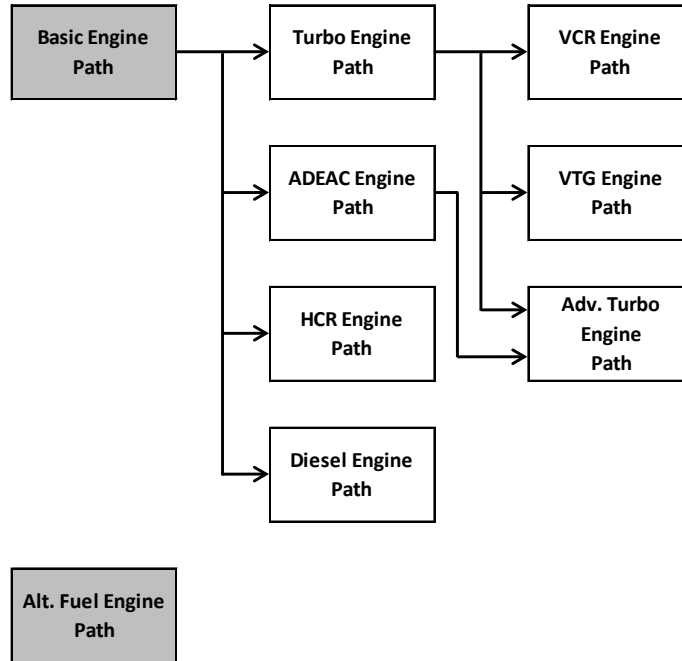 Basic Engine
Path
Turbo Engine
Path
VCR Engine
Path
ADEAC Engine
Path
VTG Engine
Path
HCR Engine
Path
Adv. Turbo
Engine
Path
Diesel Engine
Path
Alt. Fuel Engine
Path